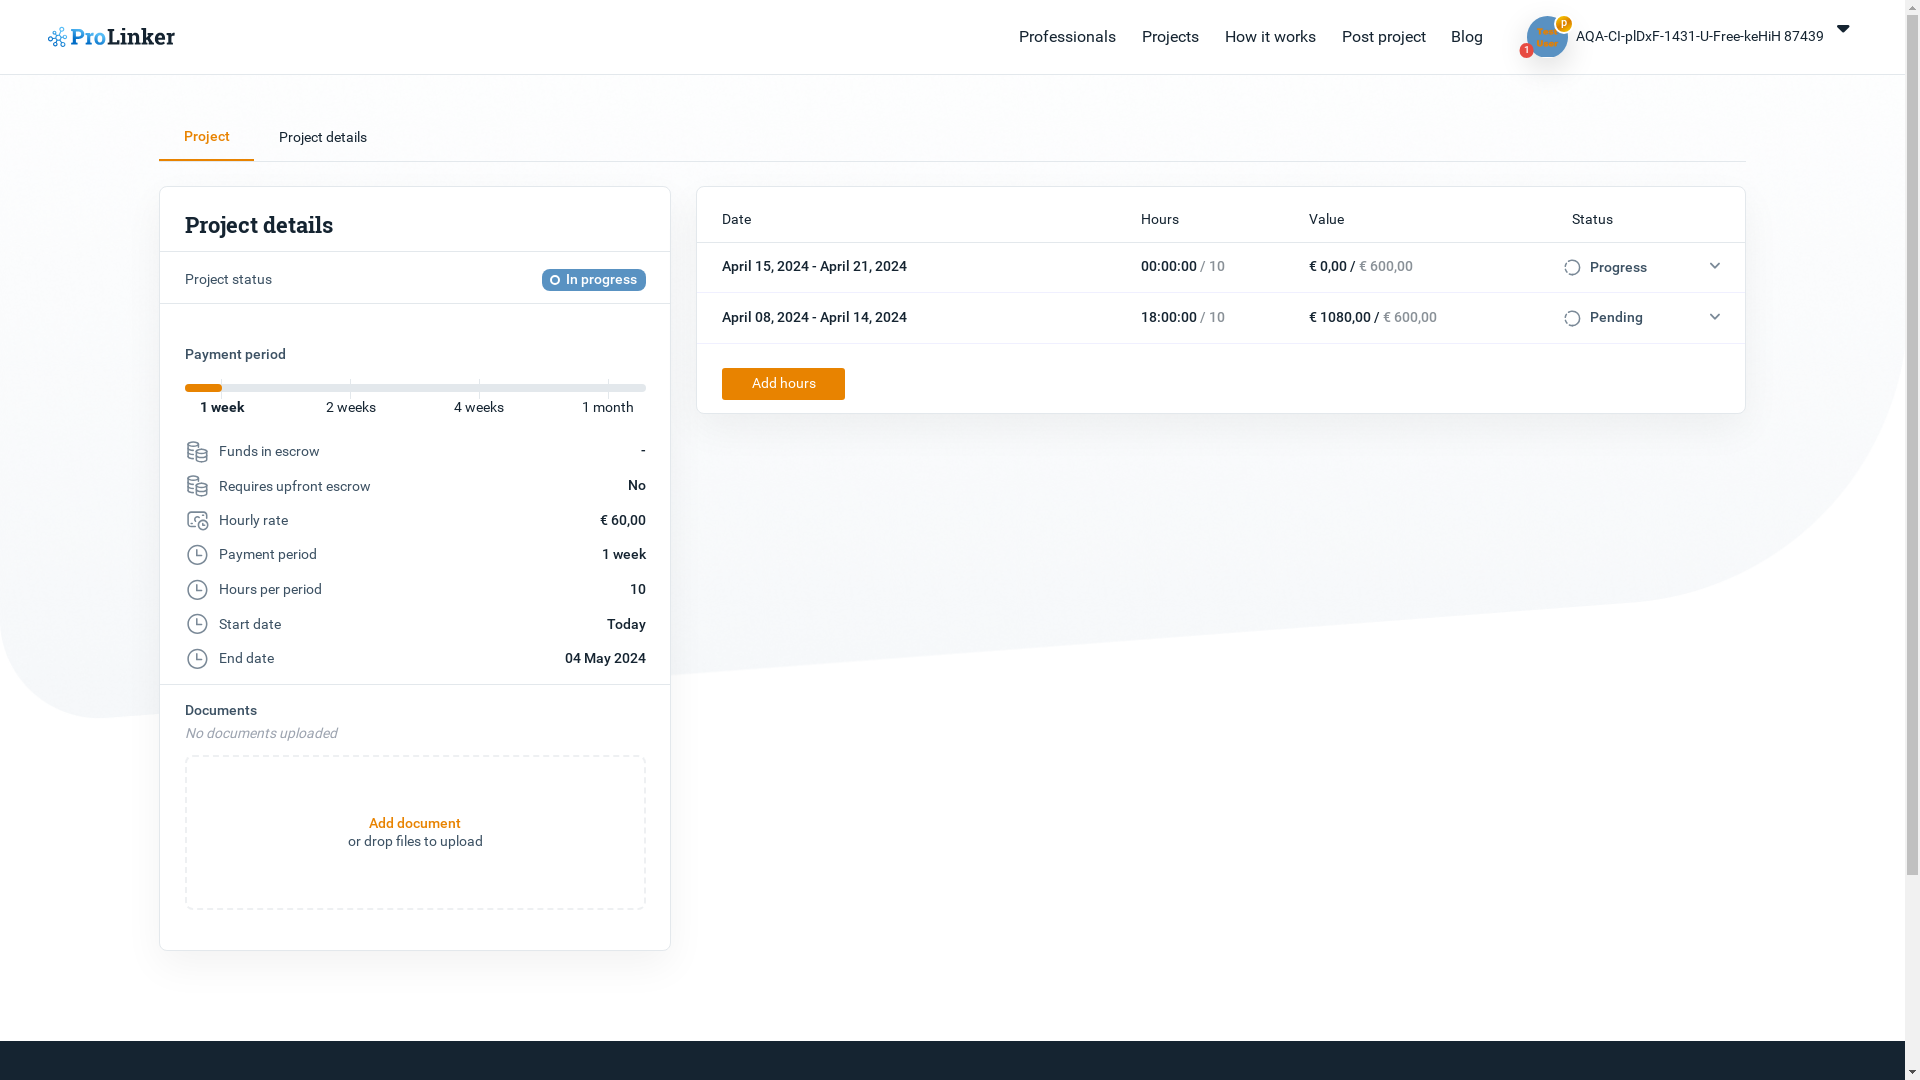 ProLinker
Professionals
Projects
How it works
Post project
Blog
p
1
AQA-CI-plDxF-1431-U-Free-keHiH 87439
Project
Project details
Project details
Project status
In progress
Payment period
1 week
2 weeks
4 weeks
1 month
Funds in escrow -
Requires upfront escrow No
Hourly rate € 60,00
Payment period 1 week
Hours per period 10
Start date Today
End date 04 May 2024
Documents
No documents uploaded
Add document
or drop files to upload
Date Hours Value Status
April 15, 2024 - April 21, 2024 00:00:00 / 10 € 0,00 / € 600,00 Progress
April 08, 2024 - April 14, 2024 18:00:00 / 10 € 1080,00 / € 600,00 Pending
Add hours